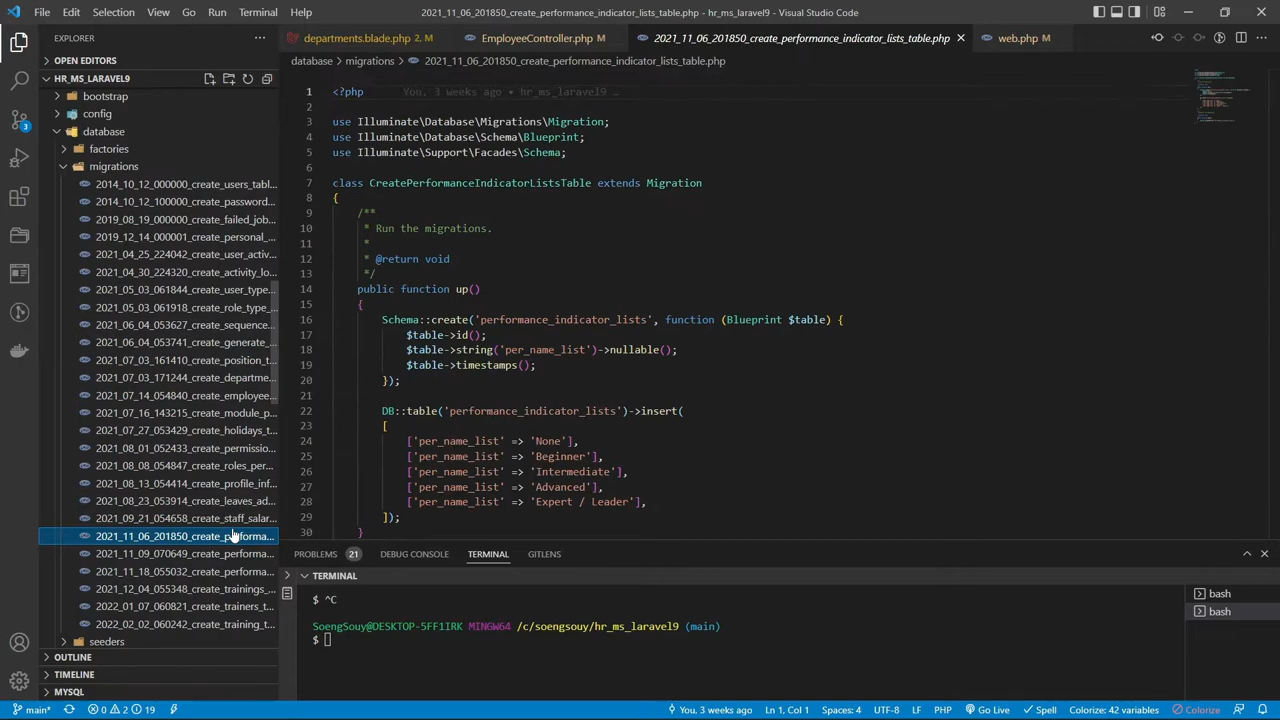 File Edit Selection View Go Run Terminal Help
2021_11_06_201850_create_performance_indicator_lists_table.php - hr_ms_laravel9 - Visual Studio Code
EXPLORER
departments.blade.php 2, M
EmployeeController.php M
2021_11_06_201850_create_performance_indicator_lists_table.php
web.php M
OPEN EDITORS
HR_MS_LARAVEL9
bootstrap
config
database
factories
migrations
2014_10_12_000000_create_users_tabl...
2014_10_12_100000_create_password...
2019_08_19_000000_create_failed_job...
2019_12_14_000001_create_personal_...
2021_04_25_224042_create_user_activ...
2021_04_30_224320_create_activity_lo...
2021_05_03_061844_create_user_type...
2021_05_03_061918_create_role_type_...
2021_06_04_053627_create_sequence...
2021_06_04_053741_create_generate_...
2021_07_03_161410_create_position_t...
2021_07_03_171244_create_departme...
2021_07_14_054840_create_employee...
2021_07_16_143215_create_module_p...
2021_07_27_053429_create_holidays_t...
2021_08_01_052433_create_permissio...
2021_08_08_054847_create_roles_per...
2021_08_13_054414_create_profile_inf...
2021_08_23_053914_create_leaves_ad...
2021_09_21_054658_create_staff_salar...
2021_11_06_201850_create_performa...
2021_11_09_070649_create_performa...
2021_11_18_055032_create_performa...
2021_12_04_055348_create_trainings_...
2022_01_07_060821_create_trainers_t...
2022_02_02_060242_create_training_t...
seeders
OUTLINE
TIMELINE
MYSQL
database > migrations > 2021_11_06_201850_create_performance_indicator_lists_table.php
1 <?php You, 3 weeks ago • hr_ms_laravel9 …
2
3 use Illuminate\Database\Migrations\Migration;
4 use Illuminate\Database\Schema\Blueprint;
5 use Illuminate\Support\Facades\Schema;
6
7 class CreatePerformanceIndicatorListsTable extends Migration
8 {
9 /**
10 * Run the migrations.
11 *
12 * @return void
13 */
14 public function up()
15 {
16 Schema::create('performance_indicator_lists', function (Blueprint $table) {
17 $table->id();
18 $table->string('per_name_list')->nullable();
19 $table->timestamps();
20 });
21
22 DB::table('performance_indicator_lists')->insert(
23 [
24 ['per_name_list' => 'None'],
25 ['per_name_list' => 'Beginner'],
26 ['per_name_list' => 'Intermediate'],
27 ['per_name_list' => 'Advanced'],
28 ['per_name_list' => 'Expert / Leader'],
29 ]);
30 }
PROBLEMS 21 DEBUG CONSOLE TERMINAL GITLENS
TERMINAL
$ ^C
SoengSouy@DESKTOP-5FF1IRK MINGW64 /c/soengsouy/hr_ms_laravel9 (main)
$
bash
bash
3
main* 0 2 19 You, 3 weeks ago Ln 1, Col 1 Spaces: 4 UTF-8 LF PHP Go Live Spell Colorize: 42 variables Colorize